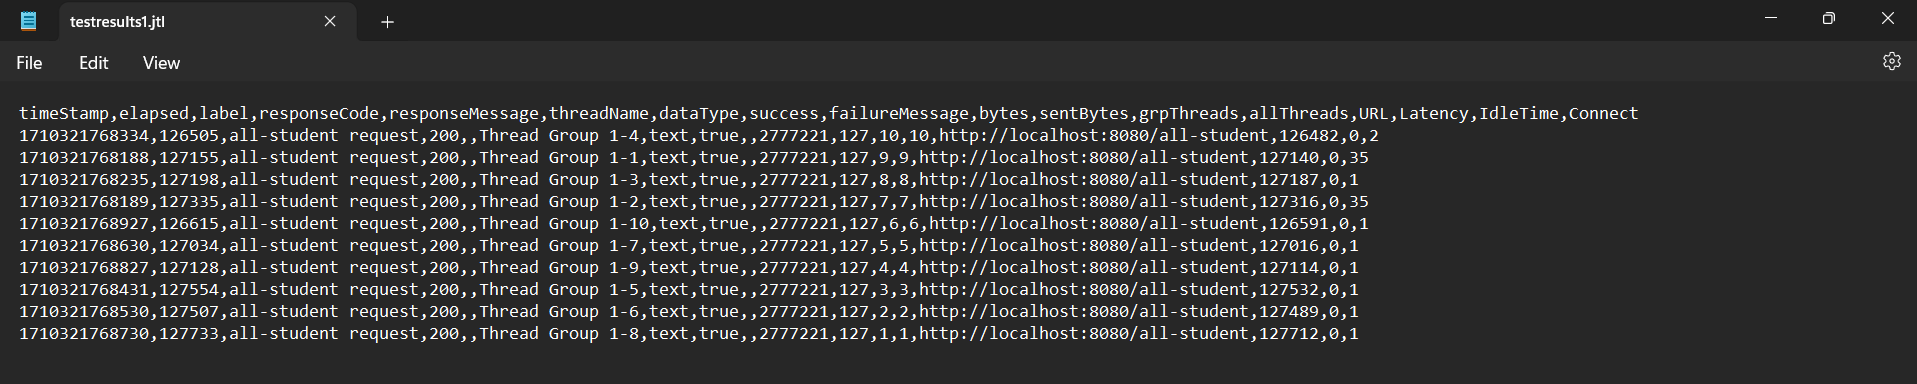 testresults1.jtl
File Edit View
timeStamp,elapsed,label,responseCode,responseMessage,threadName,dataType,success,failureMessage,bytes,sentBytes,grpThreads,allThreads,URL,Latency,IdleTime,Connect
1710321768334,126505,all-student request,200,,Thread Group 1-4,text,true,,2777221,127,10,10,http://localhost:8080/all-student,126482,0,2
1710321768188,127155,all-student request,200,,Thread Group 1-1,text,true,,2777221,127,9,9,http://localhost:8080/all-student,127140,0,35
1710321768235,127198,all-student request,200,,Thread Group 1-3,text,true,,2777221,127,8,8,http://localhost:8080/all-student,127187,0,1
1710321768189,127335,all-student request,200,,Thread Group 1-2,text,true,,2777221,127,7,7,http://localhost:8080/all-student,127316,0,35
1710321768927,126615,all-student request,200,,Thread Group 1-10,text,true,,2777221,127,6,6,http://localhost:8080/all-student,126591,0,1
1710321768630,127034,all-student request,200,,Thread Group 1-7,text,true,,2777221,127,5,5,http://localhost:8080/all-student,127016,0,1
1710321768827,127128,all-student request,200,,Thread Group 1-9,text,true,,2777221,127,4,4,http://localhost:8080/all-student,127114,0,1
1710321768431,127554,all-student request,200,,Thread Group 1-5,text,true,,2777221,127,3,3,http://localhost:8080/all-student,127532,0,1
1710321768530,127507,all-student request,200,,Thread Group 1-6,text,true,,2777221,127,2,2,http://localhost:8080/all-student,127489,0,1
1710321768730,127733,all-student request,200,,Thread Group 1-8,text,true,,2777221,127,1,1,http://localhost:8080/all-student,127712,0,1